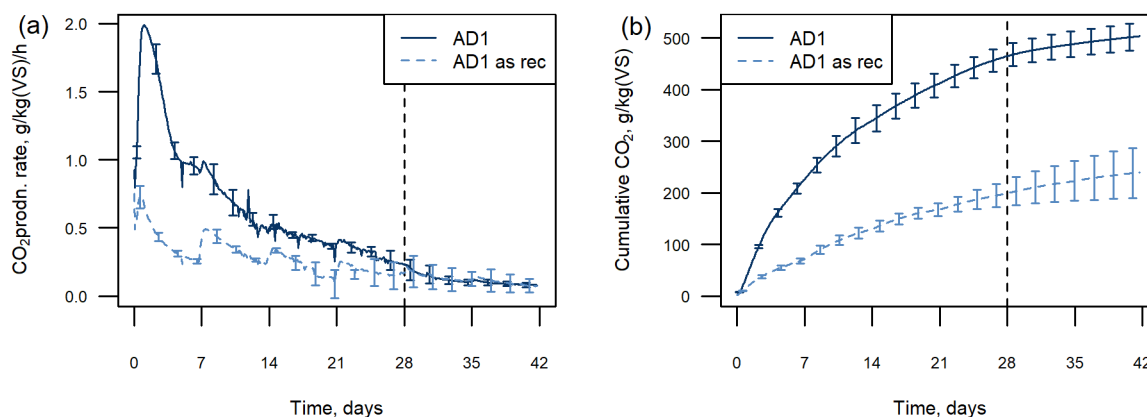 (a)
CO₂prodn. rate, g/kg(VS)/h
2.0
1.5
1.0
0.5
0.0
AD1
AD1 as rec
0 7 14 21 28 35 42
Time, days
(b)
Cumulative CO₂, g/kg(VS)
500
400
300
200
100
0
AD1
AD1 as rec
0 7 14 21 28 35 42
Time, days